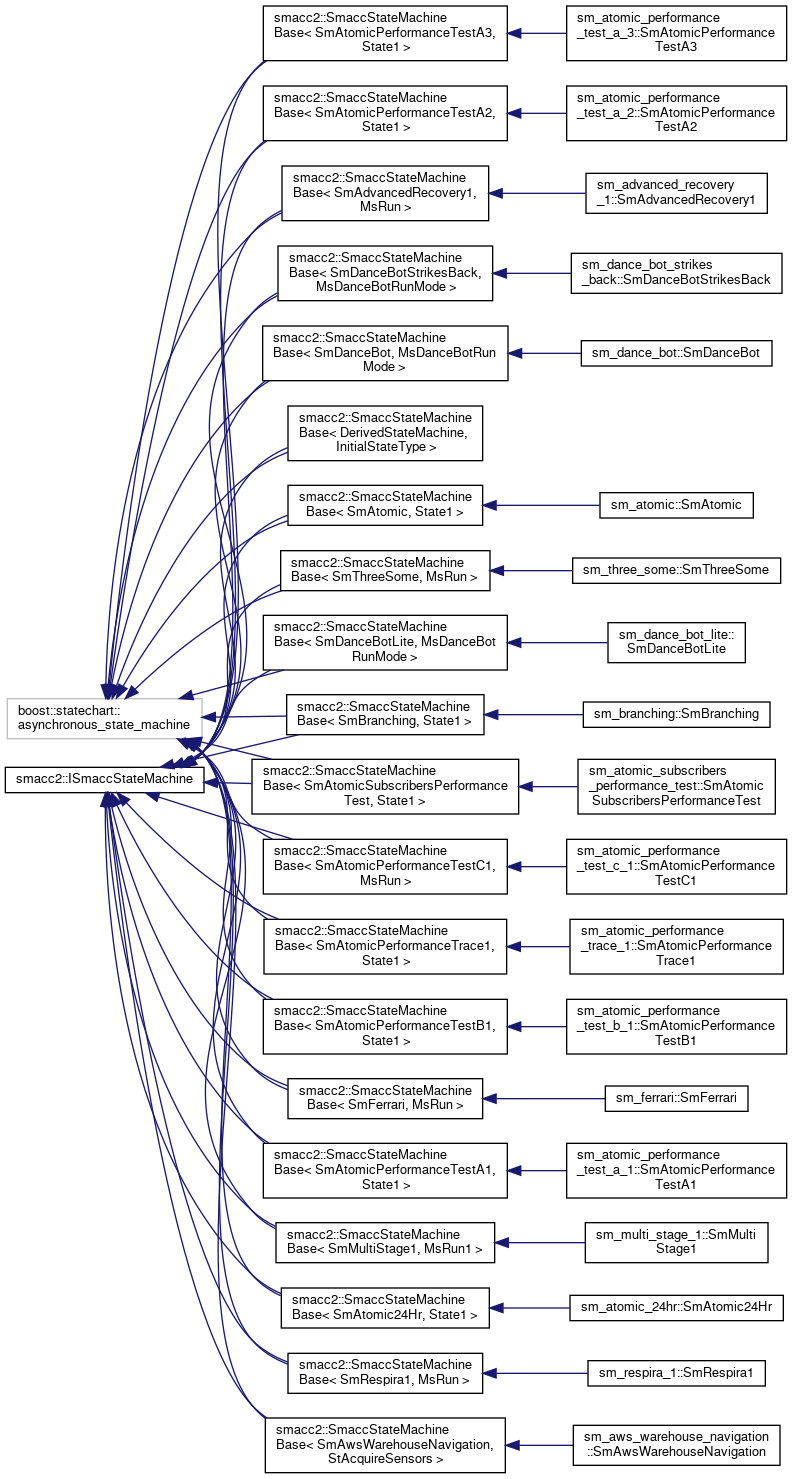 smacc2::SmaccStateMachine
Base< SmAtomicPerformanceTestA3,
State1 >
sm_atomic_performance
_test_a_3::SmAtomicPerformance
TestA3
smacc2::SmaccStateMachine
Base< SmAtomicPerformanceTestA2,
State1 >
sm_atomic_performance
_test_a_2::SmAtomicPerformance
TestA2
smacc2::SmaccStateMachine
Base< SmAdvancedRecovery1,
MsRun >
sm_advanced_recovery
_1::SmAdvancedRecovery1
smacc2::SmaccStateMachine
Base< SmDanceBotStrikesBack,
MsDanceBotRunMode >
sm_dance_bot_strikes
_back::SmDanceBotStrikesBack
smacc2::SmaccStateMachine
Base< SmDanceBot, MsDanceBotRun
Mode >
sm_dance_bot::SmDanceBot
smacc2::SmaccStateMachine
Base< DerivedStateMachine,
InitialStateType >
smacc2::SmaccStateMachine
Base< SmAtomic, State1 >
sm_atomic::SmAtomic
smacc2::SmaccStateMachine
Base< SmThreeSome, MsRun >
sm_three_some::SmThreeSome
smacc2::SmaccStateMachine
Base< SmDanceBotLite, MsDanceBot
RunMode >
sm_dance_bot_lite::
SmDanceBotLite
boost::statechart::
asynchronous_state_machine
smacc2::SmaccStateMachine
Base< SmBranching, State1 >
sm_branching::SmBranching
smacc2::ISmaccStateMachine
smacc2::SmaccStateMachine
Base< SmAtomicSubscribersPerformance
Test, State1 >
sm_atomic_subscribers
_performance_test::SmAtomic
SubscribersPerformanceTest
smacc2::SmaccStateMachine
Base< SmAtomicPerformanceTestC1,
MsRun >
sm_atomic_performance
_test_c_1::SmAtomicPerformance
TestC1
smacc2::SmaccStateMachine
Base< SmAtomicPerformanceTrace1,
State1 >
sm_atomic_performance
_trace_1::SmAtomicPerformance
Trace1
smacc2::SmaccStateMachine
Base< SmAtomicPerformanceTestB1,
State1 >
sm_atomic_performance
_test_b_1::SmAtomicPerformance
TestB1
smacc2::SmaccStateMachine
Base< SmFerrari, MsRun >
sm_ferrari::SmFerrari
smacc2::SmaccStateMachine
Base< SmAtomicPerformanceTestA1,
State1 >
sm_atomic_performance
_test_a_1::SmAtomicPerformance
TestA1
smacc2::SmaccStateMachine
Base< SmMultiStage1, MsRun1 >
sm_multi_stage_1::SmMulti
Stage1
smacc2::SmaccStateMachine
Base< SmAtomic24Hr, State1 >
sm_atomic_24hr::SmAtomic24Hr
smacc2::SmaccStateMachine
Base< SmRespira1, MsRun >
sm_respira_1::SmRespira1
smacc2::SmaccStateMachine
Base< SmAwsWarehouseNavigation,
StAcquireSensors >
sm_aws_warehouse_navigation
::SmAwsWarehouseNavigation